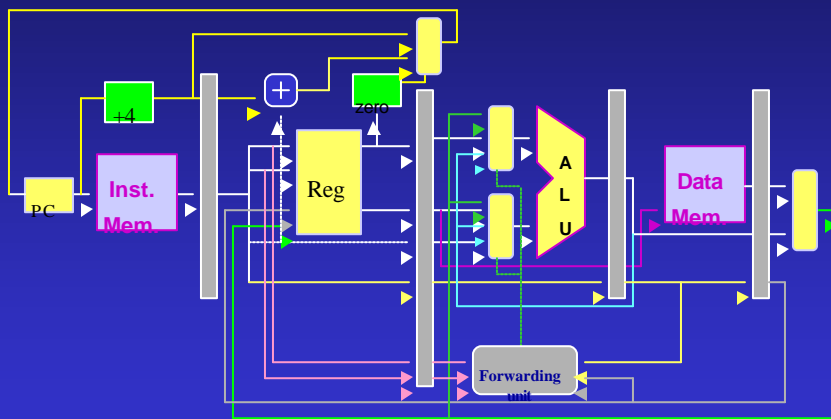 +4
zero
PC
Inst.
Mem.
Reg
A
L
U
Data
Mem.
Forwarding
unit
+